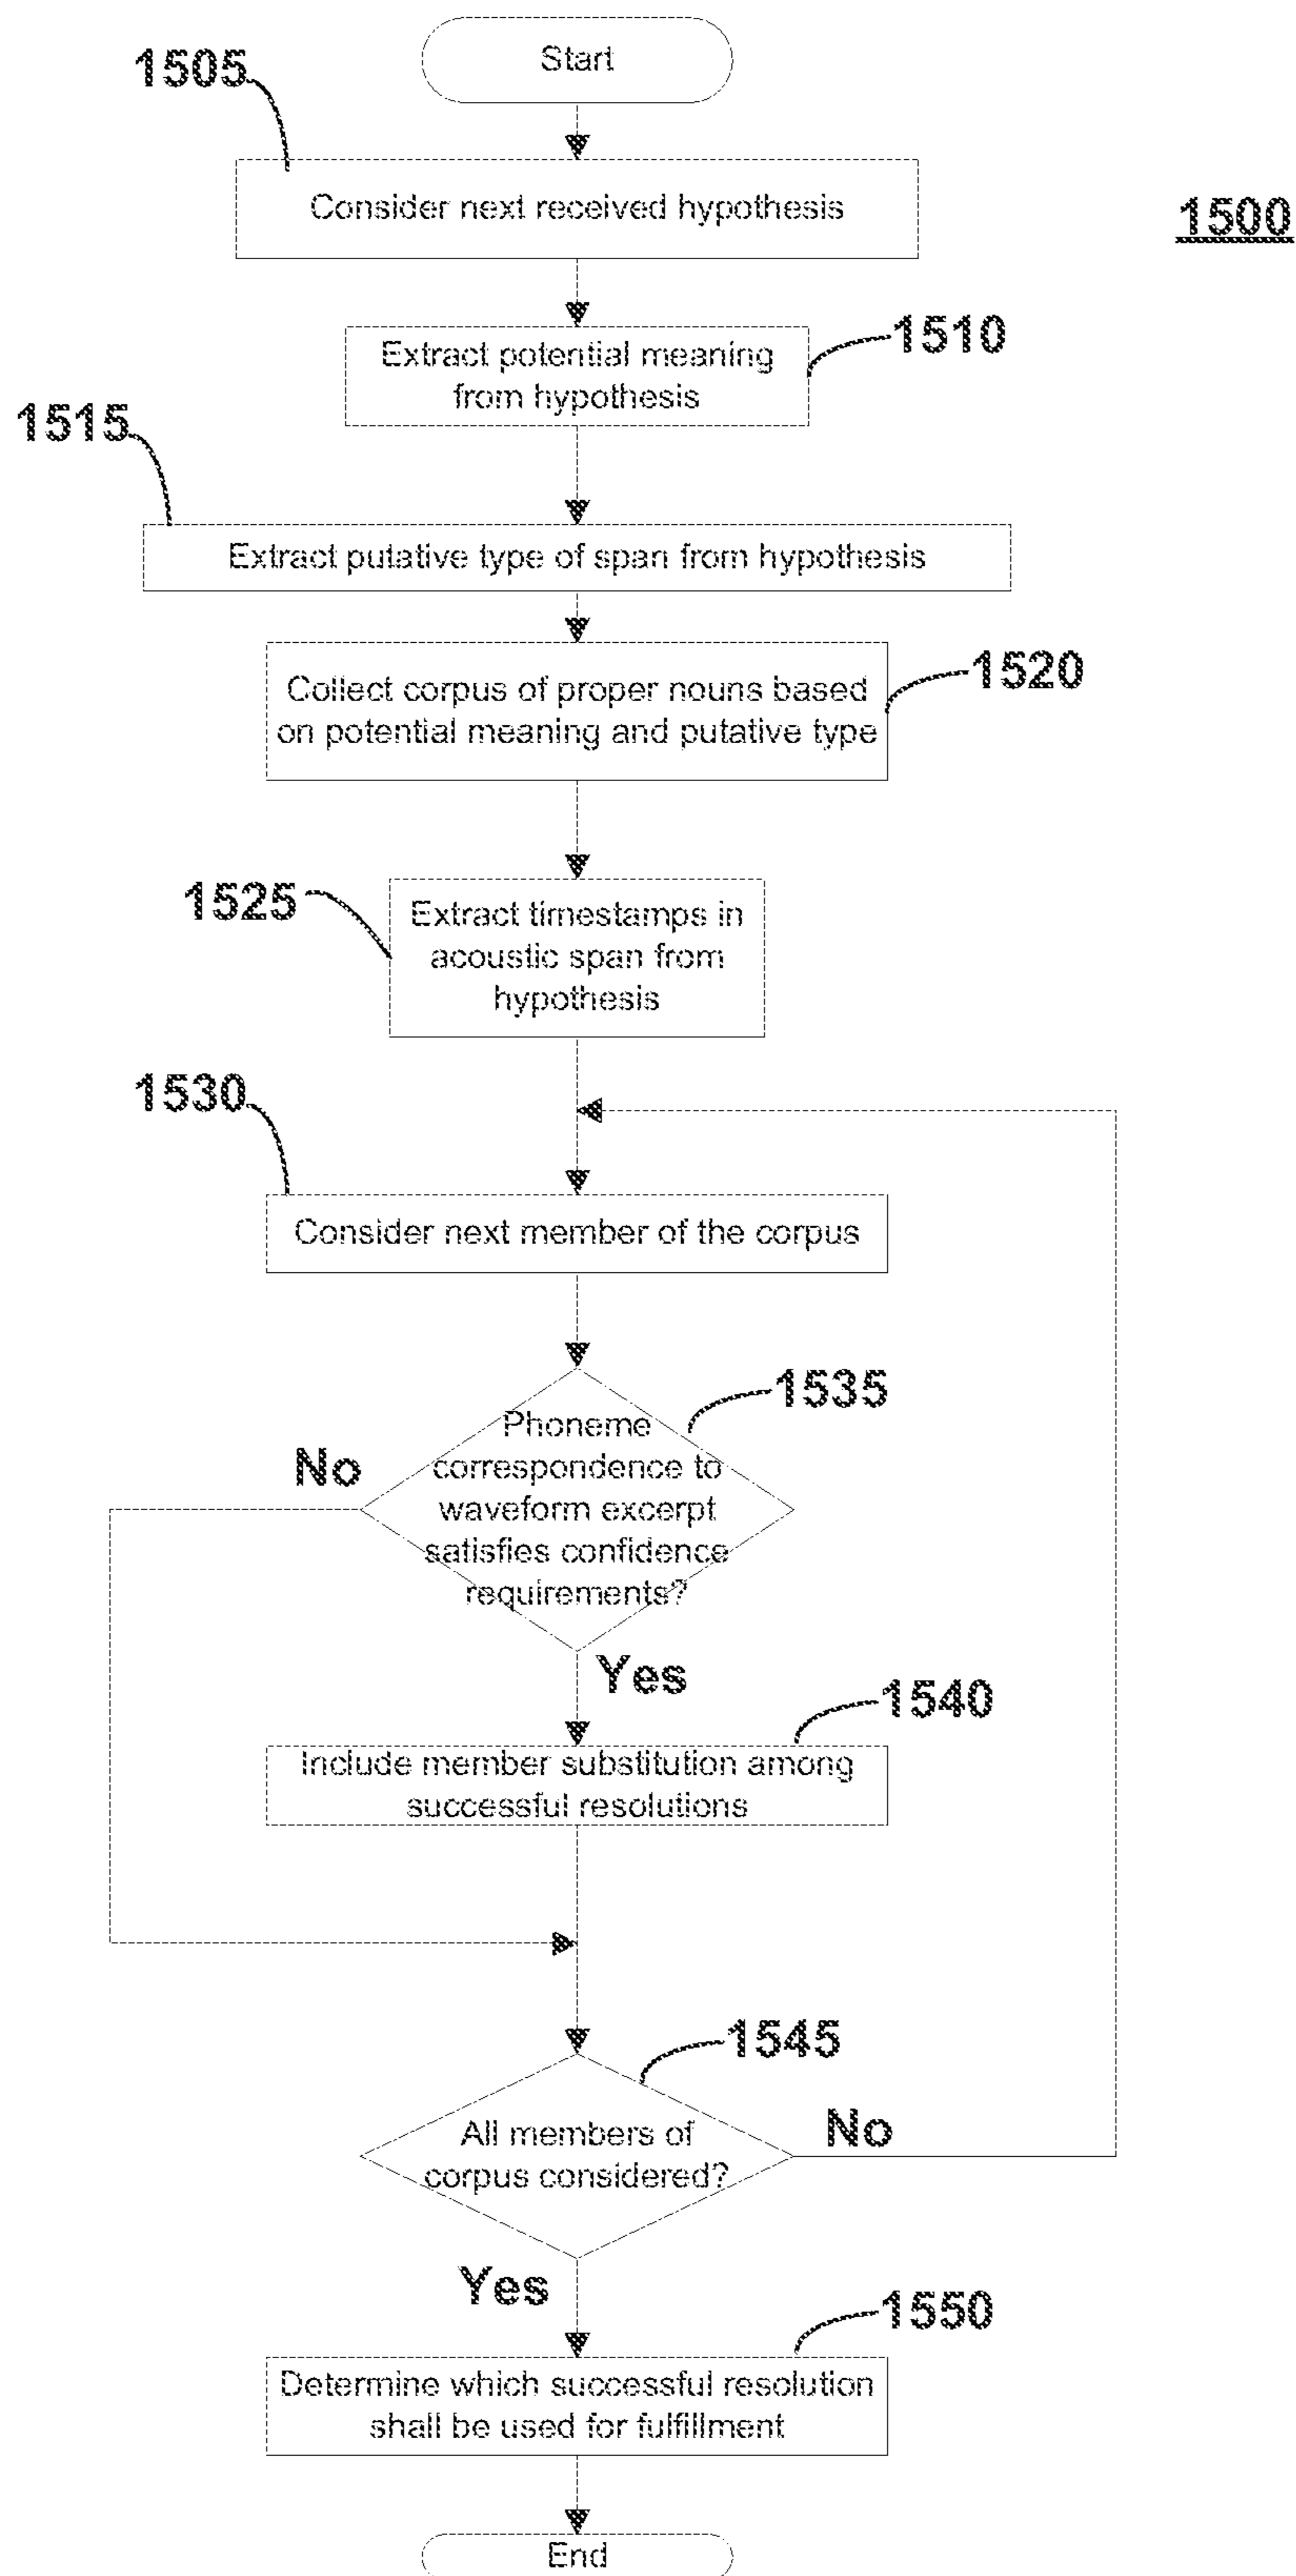 Start
1505
Consider next received hypothesis
1500
Extract potential meaning
from hypothesis
1510
1515
Extract putative type of span from hypothesis
Collect corpus of proper nouns based
on potential meaning and putative type
1520
1525
Extract timestamps in
acoustic span from
hypothesis
1530
Consider next member of the corpus
1535
Phoneme
correspondence to
waveform excerpt
satisfies confidence
requirements?
No
Yes
1540
Include member substitution among
successful resolutions
1545
All members of
corpus considered?
No
Yes
1550
Determine which successful resolution
shall be used for fulfillment
End